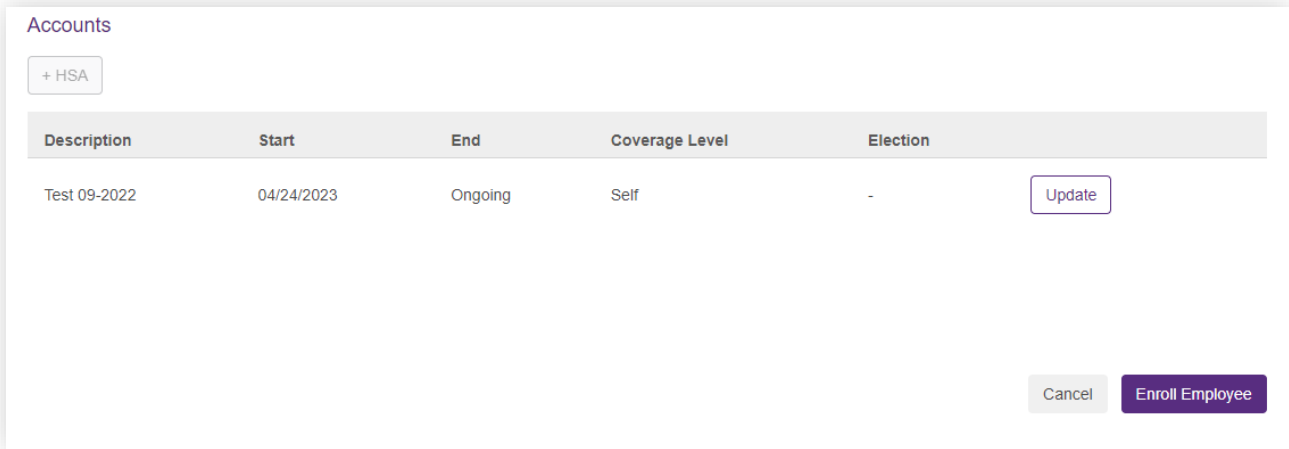 Accounts
+ HSA
Description Start End Coverage Level Election
Test 09-2022 04/24/2023 Ongoing Self - Update
Cancel Enroll Employee